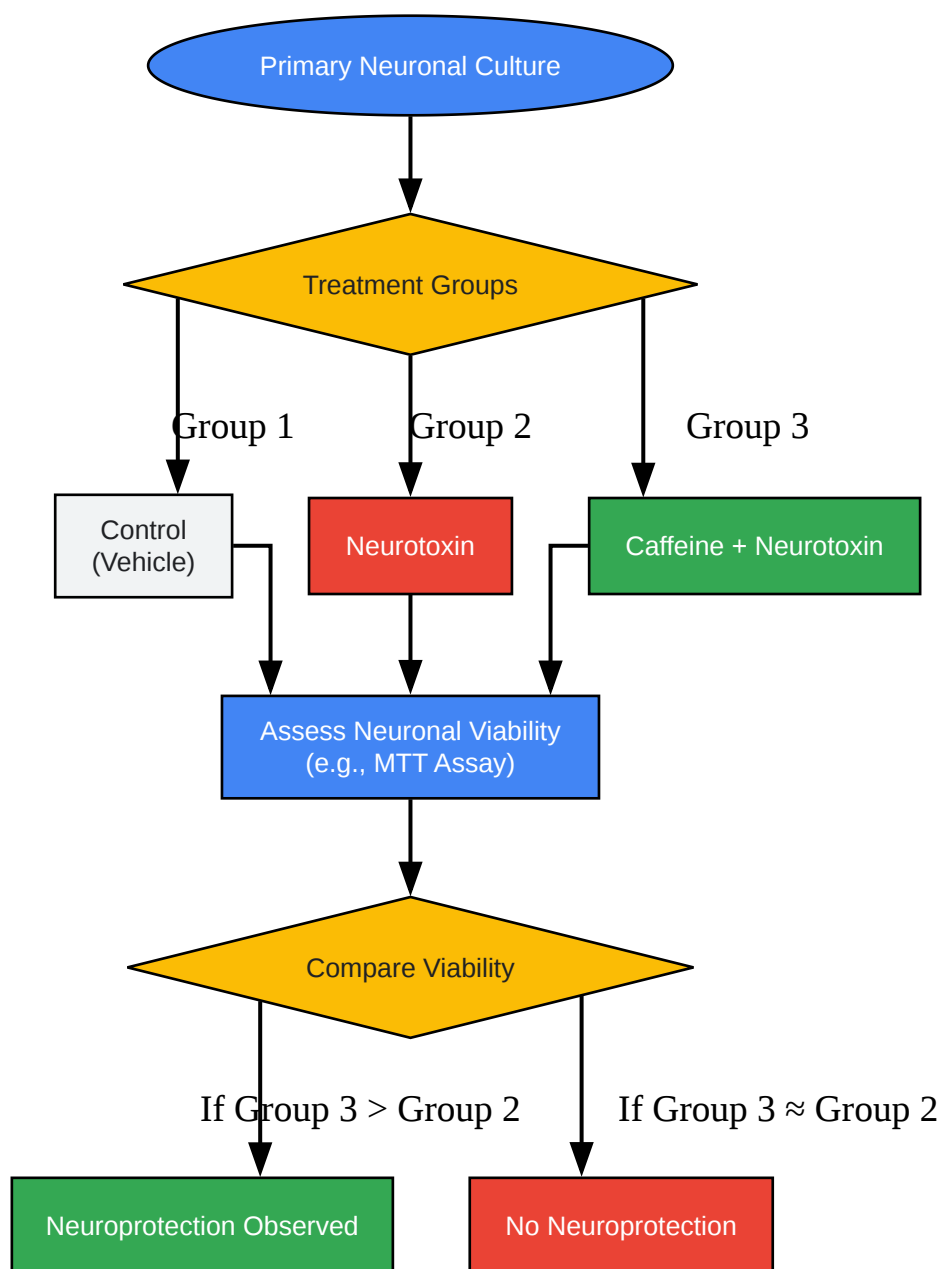 Primary Neuronal Culture
Treatment Groups
Group 1
Group 2
Group 3
Control
(Vehicle)
Neurotoxin
Caffeine + Neurotoxin
Assess Neuronal Viability
(e.g., MTT Assay)
Compare Viability
If Group 3 > Group 2
If Group 3 ≈ Group 2
Neuroprotection Observed
No Neuroprotection